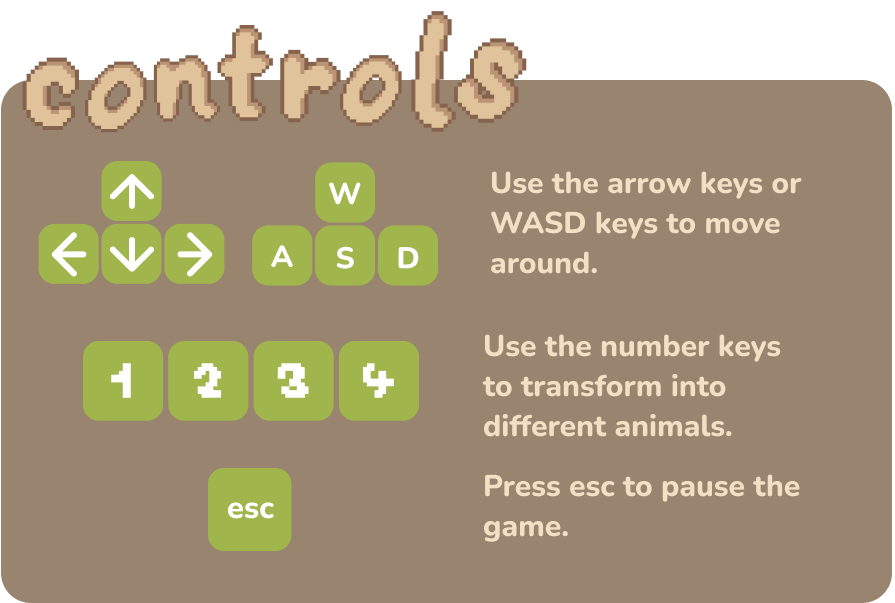 controls
W
A S D
Use the arrow keys or
WASD keys to move
around.
1 2 3 4
Use the number keys
to transform into
different animals.
esc
Press esc to pause the
game.